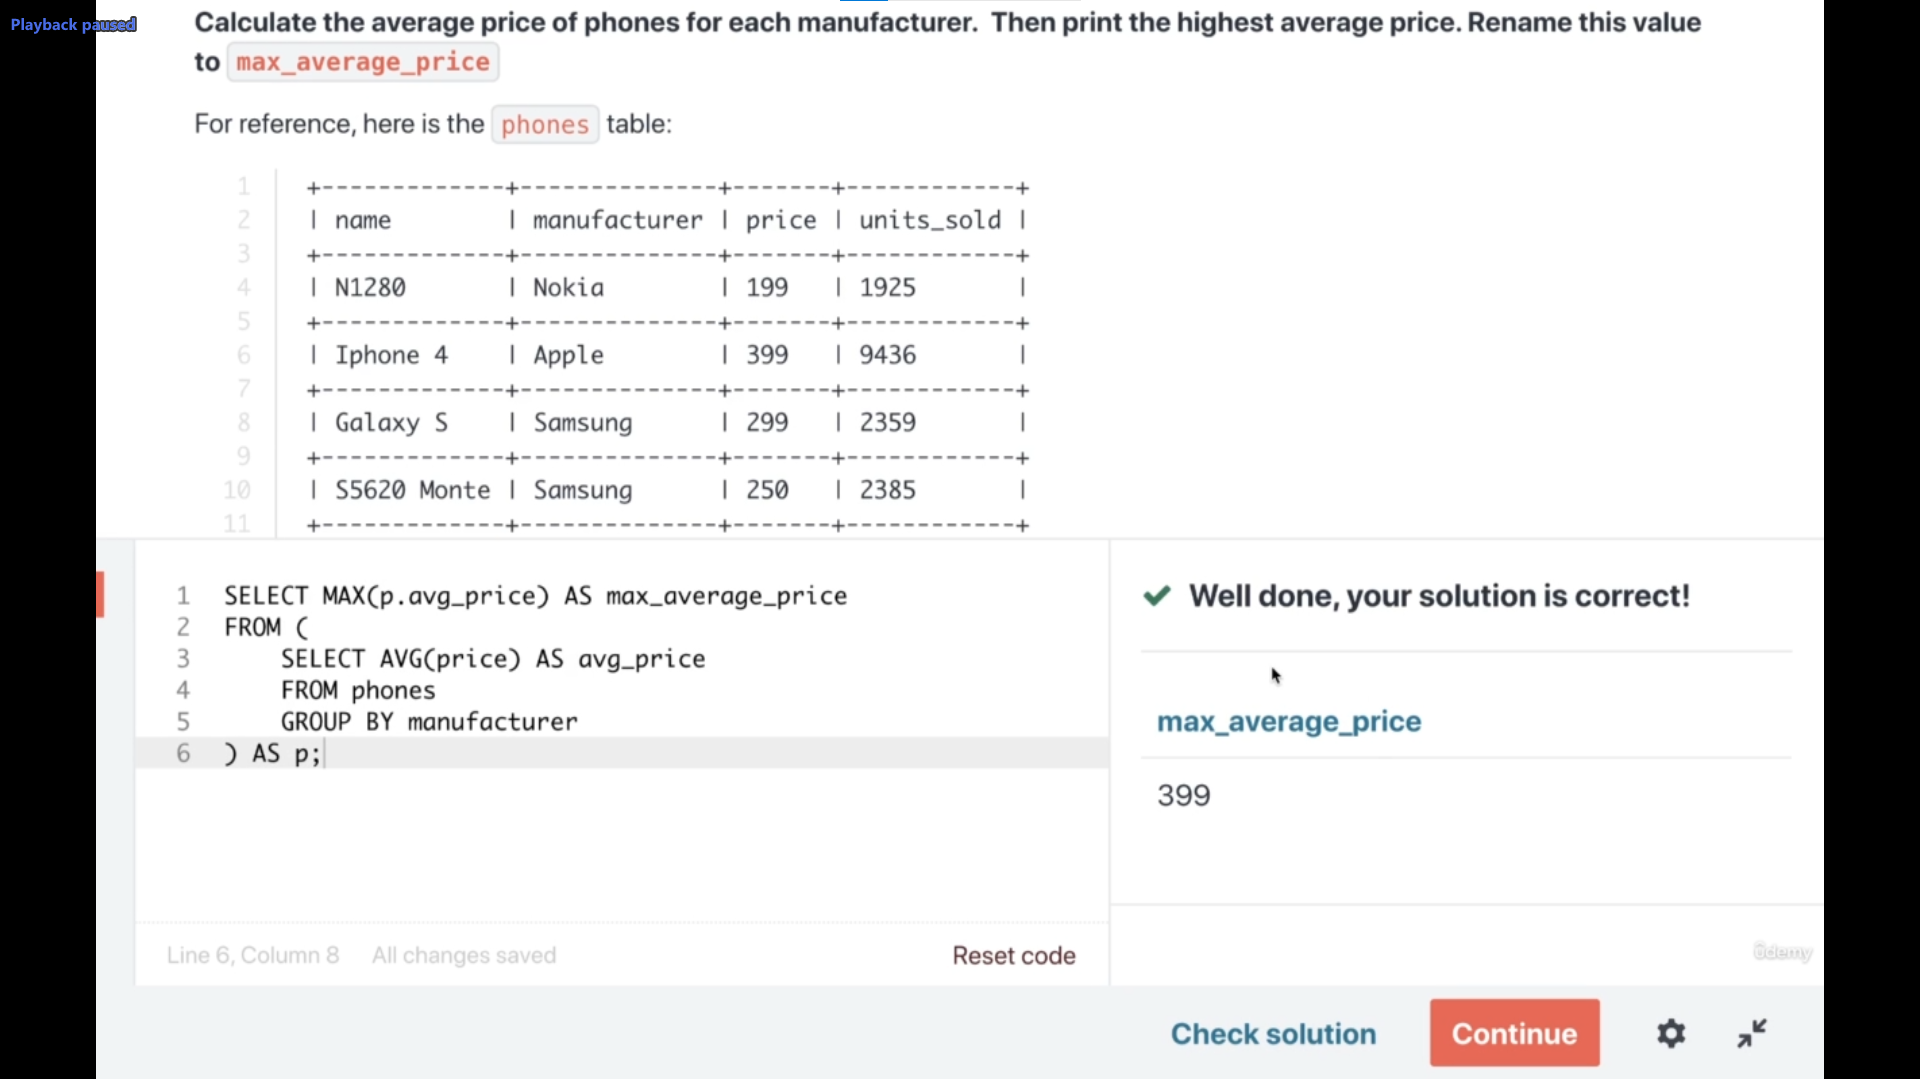 Playback paused
Calculate the average price of phones for each manufacturer. Then print the highest average price. Rename this value
to max_average_price
For reference, here is the phones table:
1 +-------------+--------------+-------+------------+
2 | name | manufacturer | price | units_sold |
3 +-------------+--------------+-------+------------+
4 | N1280 | Nokia | 199 | 1925 |
5 +-------------+--------------+-------+------------+
6 | Iphone 4 | Apple | 399 | 9436 |
7 +-------------+--------------+-------+------------+
8 | Galaxy S | Samsung | 299 | 2359 |
9 +-------------+--------------+-------+------------+
10 | S5620 Monte | Samsung | 250 | 2385 |
11 +-------------+--------------+-------+------------+
1 SELECT MAX(p.avg_price) AS max_average_price
2 FROM (
3 SELECT AVG(price) AS avg_price
4 FROM phones
5 GROUP BY manufacturer
6 ) AS p;
Line 6, Column 8 All changes saved
Reset code
Well done, your solution is correct!
max_average_price
399
ûdemy
Check solution
Continue